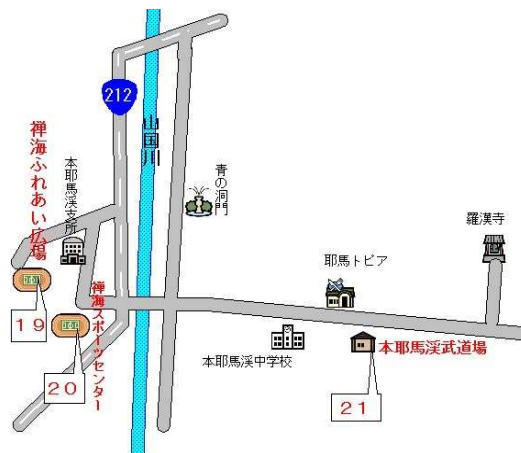 212
山国川
禅海ふれあい広場
本耶馬渓支所
青の洞門
羅漢寺
耶馬トピア
19
禅海スポーツセンター
20
本耶馬渓中学校
本耶馬渓武道場
21